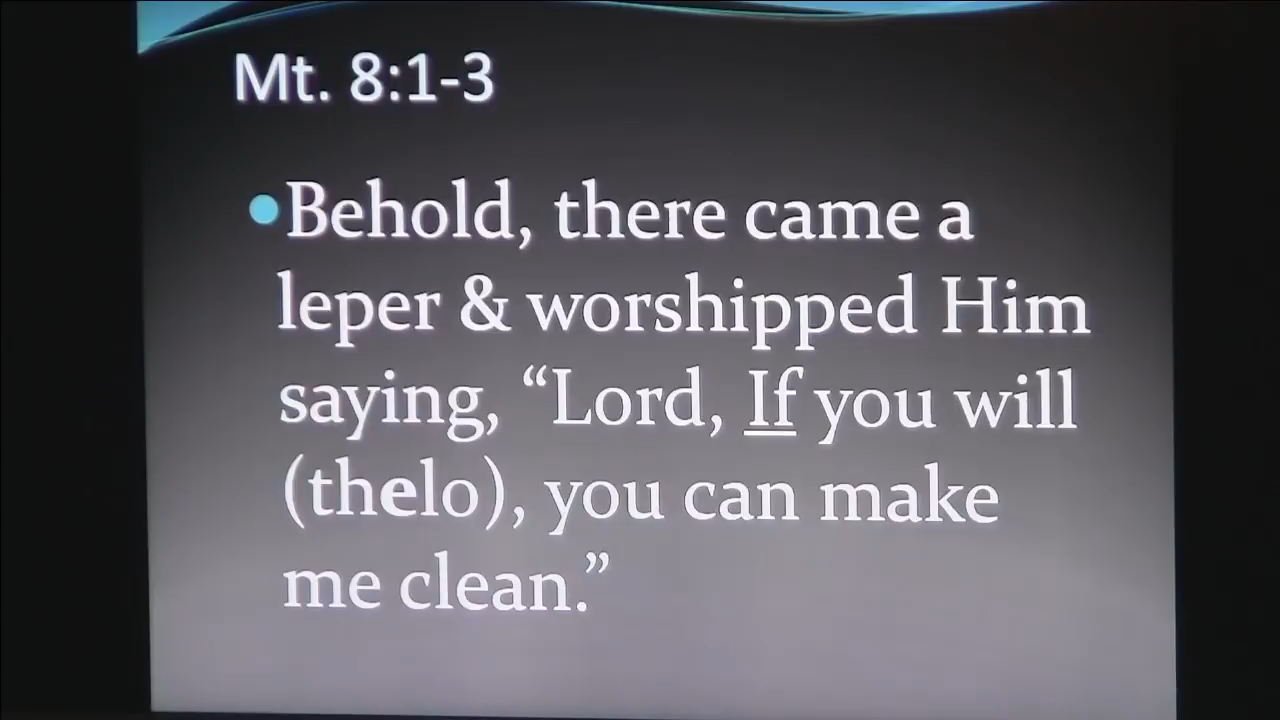 Mt. 8:1-3
•Behold, there came a
leper & worshipped Him
saying, “Lord, If you will
(thelo), you can make
me clean.”